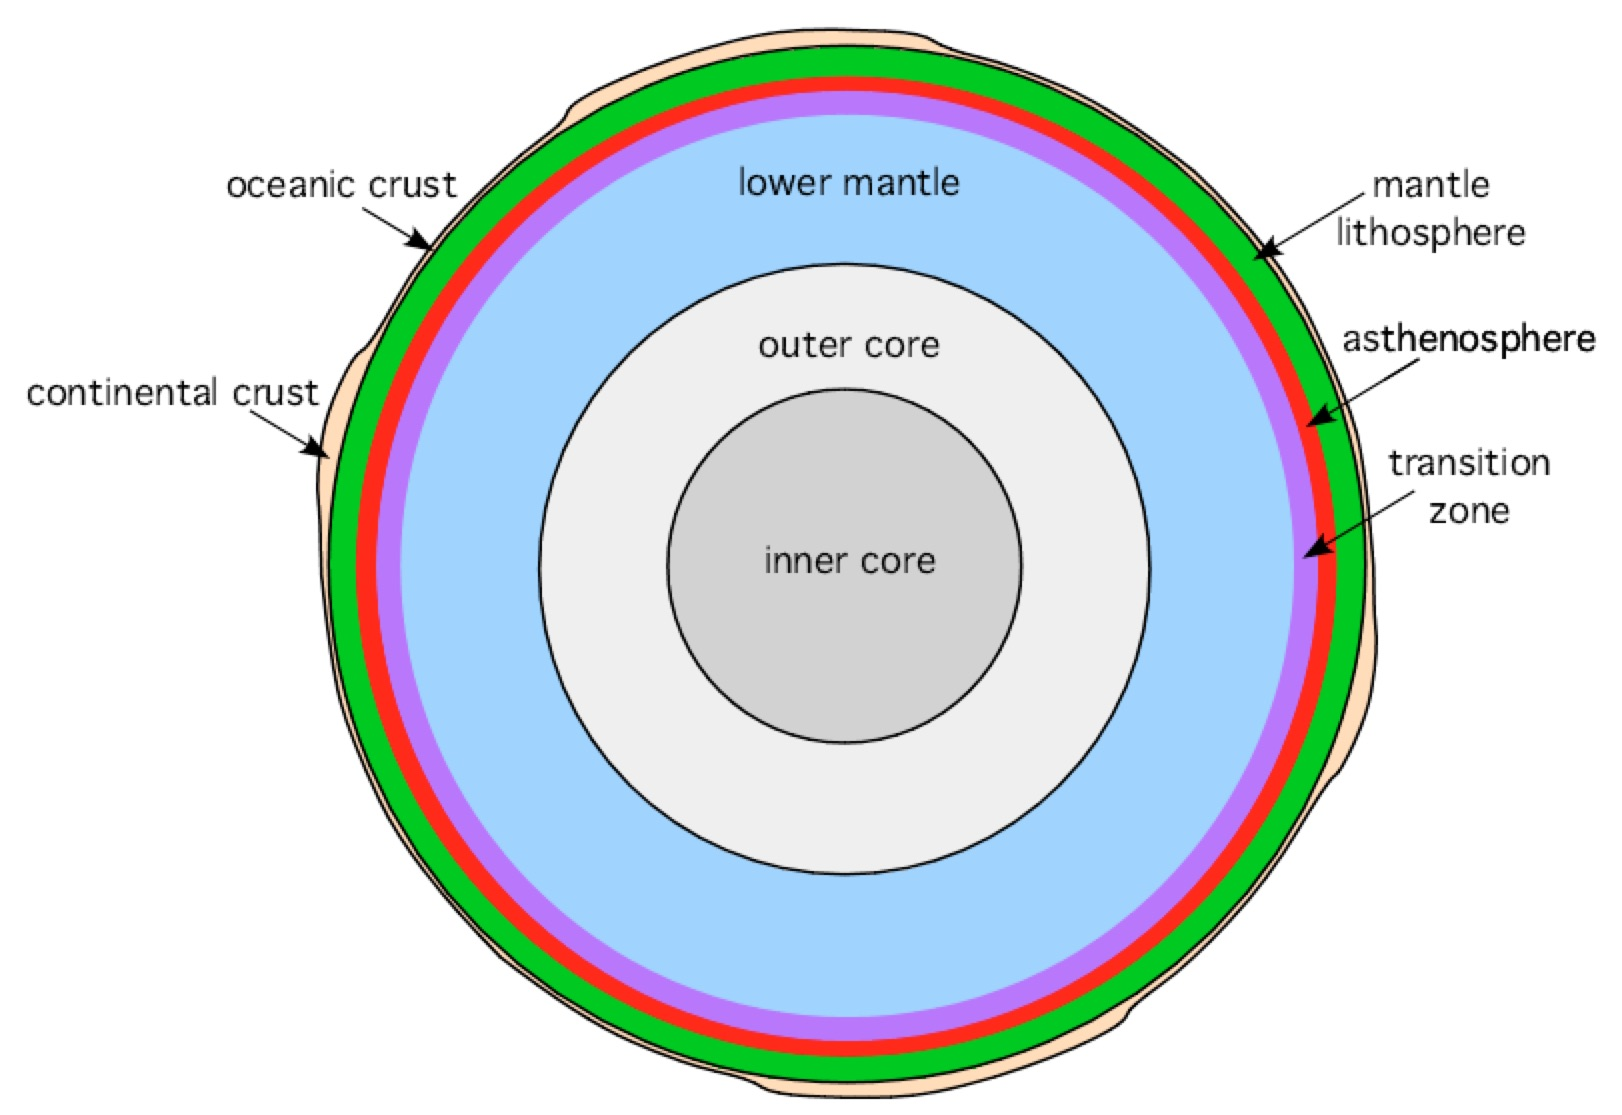 oceanic crust
continental crust
lower mantle
outer core
inner core
mantle
lithosphere
asthenosphere
transition
zone